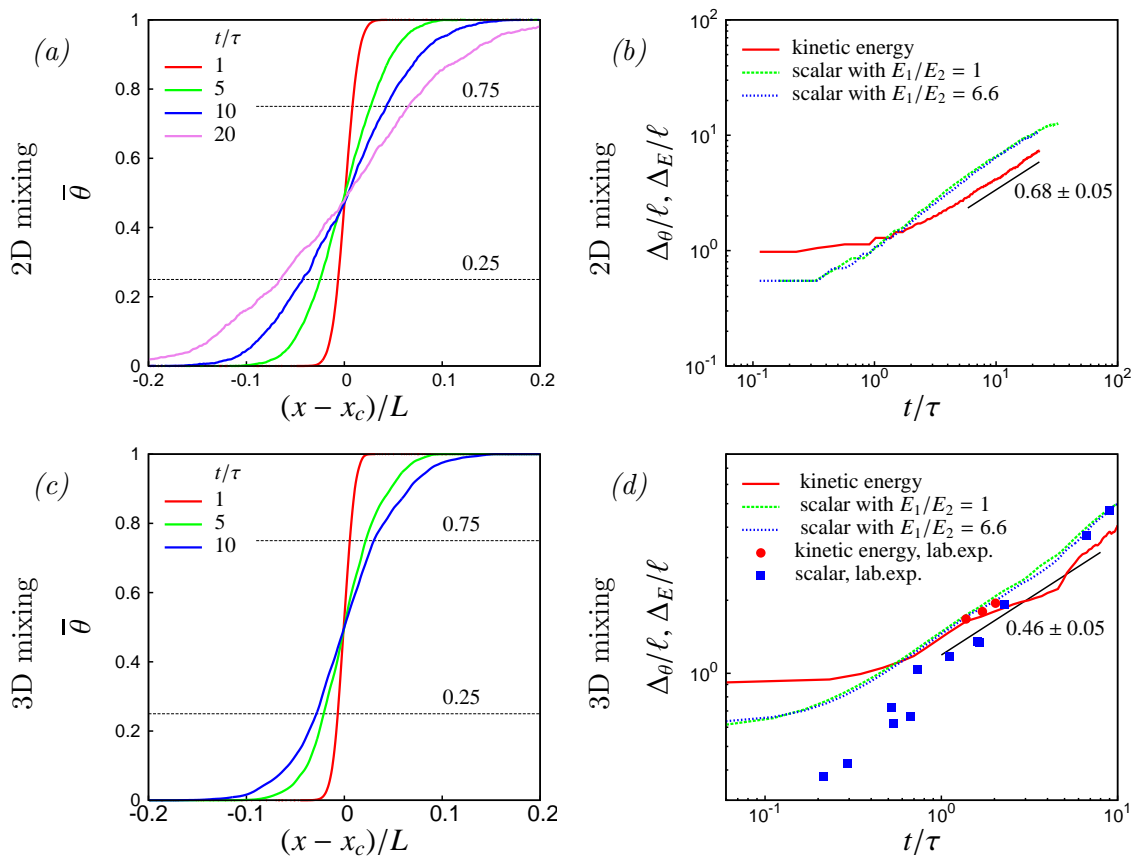 (a)
2D mixing
θ̅
t/τ
1
5
10
20
0.75
0.25
1
0.8
0.6
0.4
0.2
0
-0.2
-0.1
0
0.1
0.2
(x − x_c)/L
(b)
2D mixing
Δ_θ/ℓ, Δ_E/ℓ
10^2
10^1
10^0
10^-1
kinetic energy
scalar with E_1/E_2 = 1
scalar with E_1/E_2 = 6.6
0.68 ± 0.05
10^-1
10^0
10^1
10^2
t/τ
(c)
3D mixing
θ̅
t/τ
1
5
10
0.75
0.25
1
0.8
0.6
0.4
0.2
0
-0.2
-0.1
0
0.1
0.2
(x − x_c)/L
(d)
3D mixing
Δ_θ/ℓ, Δ_E/ℓ
10^0
kinetic energy
scalar with E_1/E_2 = 1
scalar with E_1/E_2 = 6.6
kinetic energy, lab.exp.
scalar, lab.exp.
0.46 ± 0.05
10^-1
10^0
10^1
t/τ